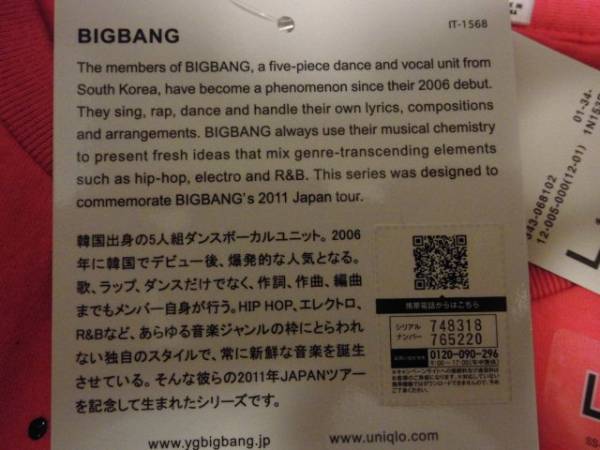 IT-1568
BIGBANG
The members of BIGBANG, a five-piece dance and vocal unit from
South Korea, have become a phenomenon since their 2006 debut.
They sing, rap, dance and handle their own lyrics, compositions
and arrangements. BIGBANG always use their musical chemistry
to present fresh ideas that mix genre-transcending elements
such as hip-hop, electro and R&B. This series was designed to
commemorate BIGBANG's 2011 Japan tour.
韓国出身の5人組ダンスボーカルユニット。2006
年に韓国でデビュー後、爆発的な人気となる。
歌、ラップ、ダンスだけでなく、作詞、作曲、編曲
までもメンバー自身が行う。HIP HOP、エレクトロ、
R&Bなど、あらゆる音楽ジャンルの枠にとらわれ
ない独自のスタイルで、常に新鮮な音楽を誕生
させている。そんな彼らの2011年JAPANツアー
を記念して生まれたシリーズです。
携帯電話からはこちら
シリアル 748318
ナンバー 765220
0120-090-296
www.ygbigbang.jp
www.uniqlo.com
01-34-
343-068102
12-005-000(12-01)
L